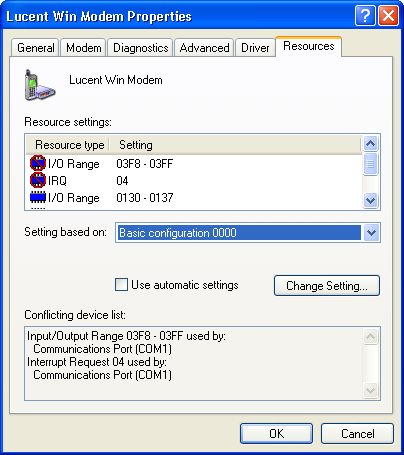 Lucent Win Modem Properties
General Modem Diagnostics Advanced Driver Resources
Lucent Win Modem
Resource settings:
Resource type Setting
I/O Range 03F8 - 03FF
IRQ 04
I/O Range 0130 - 0137
Setting based on: Basic configuration 0000
Use automatic settings Change Setting...
Conflicting device list:
Input/Output Range 03F8 - 03FF used by:
Communications Port (COM1)
Interrupt Request 04 used by:
Communications Port (COM1)
OK Cancel